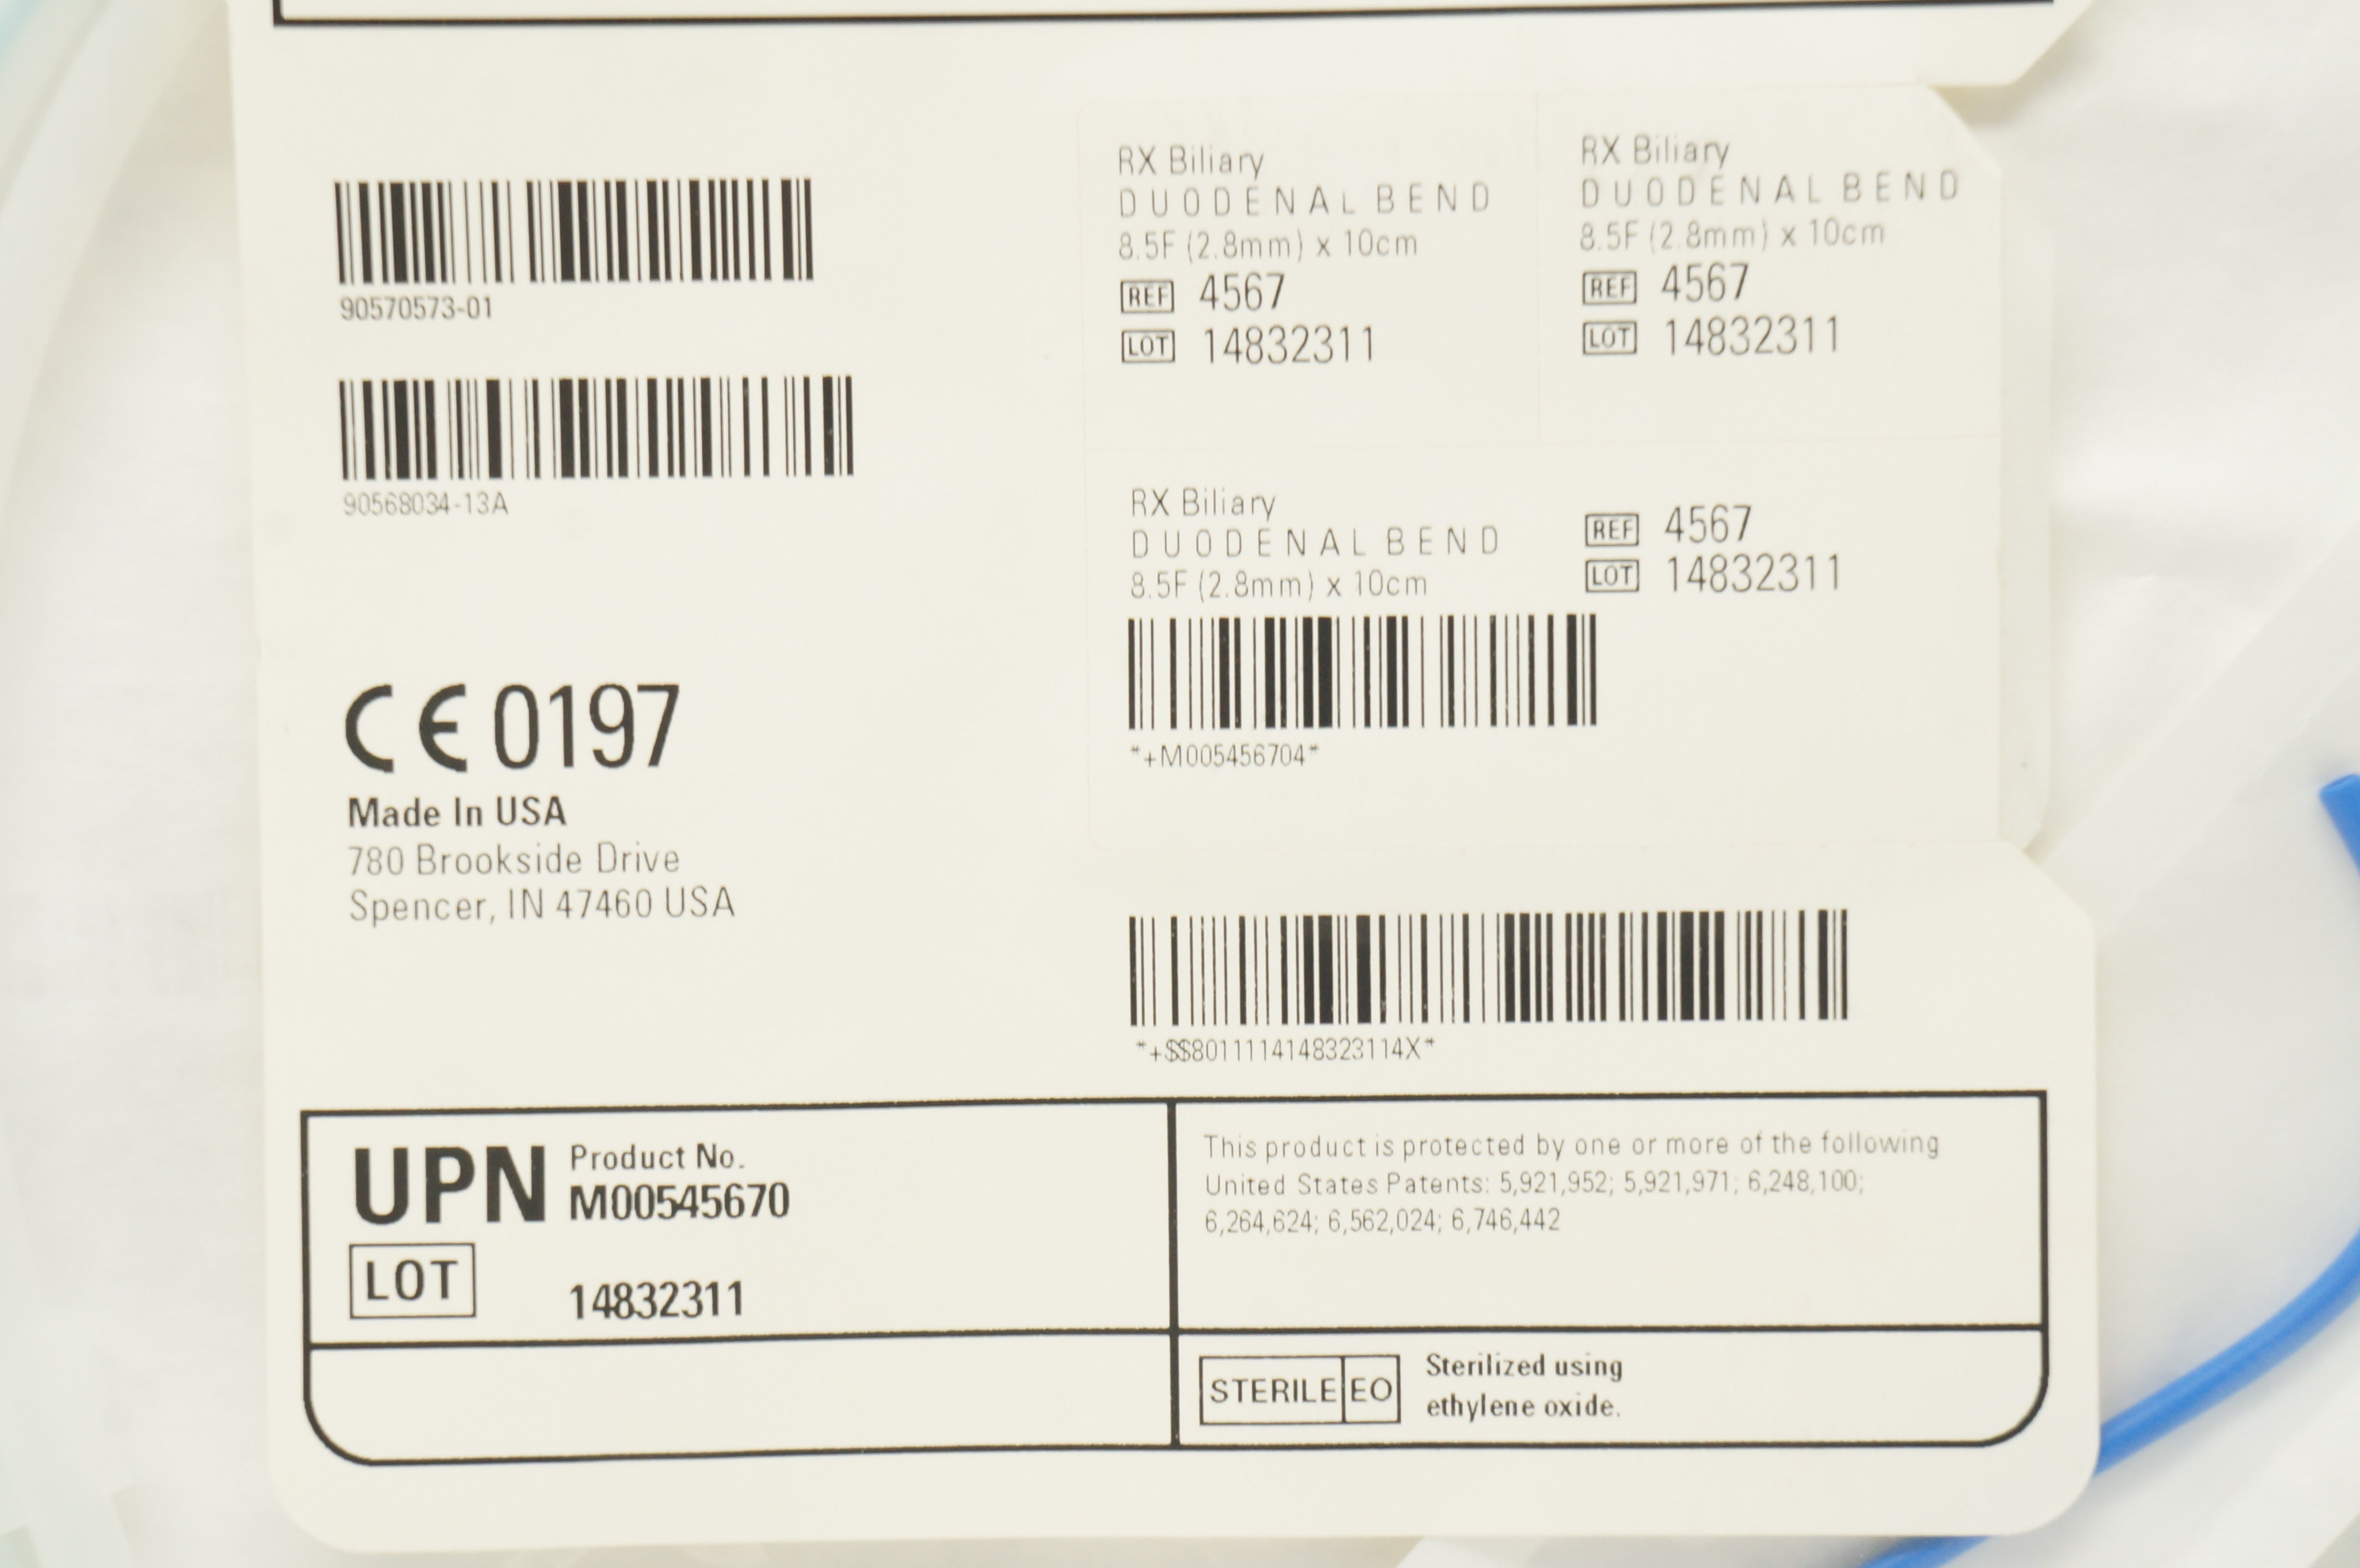 90570573-01
90568034-13A
CE 0197
Made In USA
780 Brookside Drive
Spencer, IN 47460 USA
RX Biliary
DUODENAL BEND
8.5F (2.8mm) x 10cm
REF 4567
LOT 14832311
RX Biliary
DUODENAL BEND
8.5F (2.8mm) x 10cm
REF 4567
LOT 14832311
RX Biliary
DUODENAL BEND
8.5F (2.8mm) x 10cm
REF 4567
LOT 14832311
*+M005456704*
*+$$8011114148323114X*
UPN Product No.
M00545670
LOT 14832311
This product is protected by one or more of the following
United States Patents: 5,921,952; 5,921,971; 6,248,100;
6,264,624; 6,562,024; 6,746,442
STERILE EO Sterilized using
ethylene oxide.